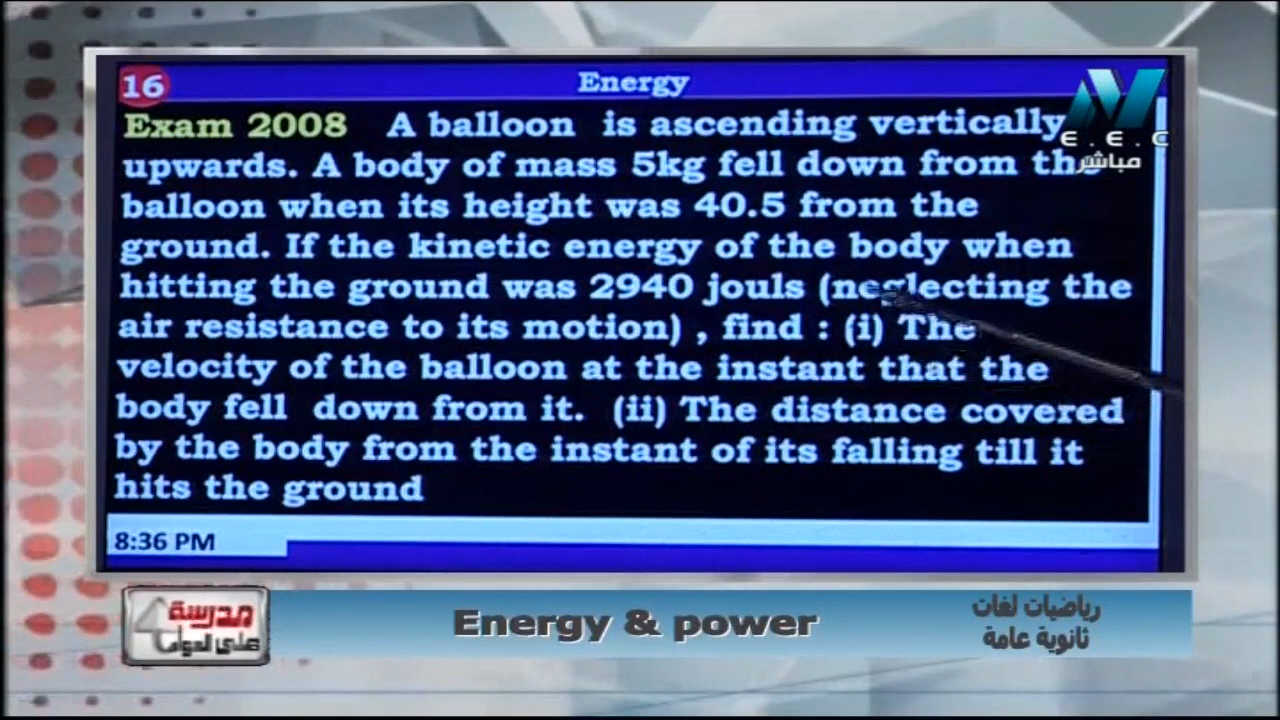 16
Energy
Exam 2008 A balloon is ascending vertically
upwards. A body of mass 5kg fell down from the
balloon when its height was 40.5 from the
ground. If the kinetic energy of the body when
hitting the ground was 2940 jouls (neglecting the
air resistance to its motion) , find : (i) The
velocity of the balloon at the instant that the
body fell down from it. (ii) The distance covered
by the body from the instant of its falling till it
hits the ground
E . E . C
مباشر
8:36 PM
مدرسة
على الهواء
Energy & power
رياضيات لغات
ثانوية عامة